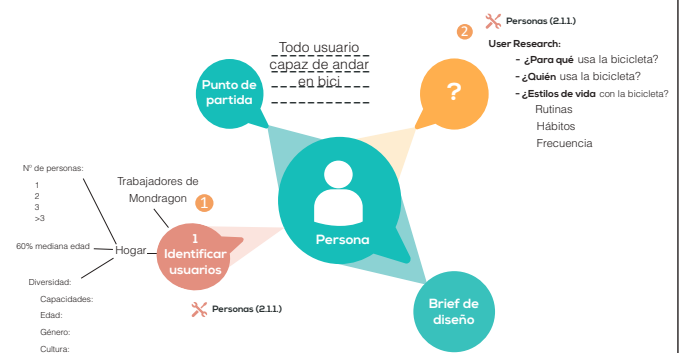 Todo usuario
capaz de andar
en bici
Punto de
partida
2
Personas (2.1.1.)
User Research:
- ¿Para qué usa la bicicleta?
- ¿Quién usa la bicicleta?
- ¿Estilos de vida con la bicicleta?
Rutinas
Hábitos
Frecuencia
?
Nº de personas:
1
2
3
>3
Trabajadores de
Mondragon
1
60% mediana edad
Hogar
1
Identificar
usuarios
Persona
Diversidad:
Capacidades:
Edad:
Género:
Cultura:
Personas (2.1.1.)
Brief de
diseño